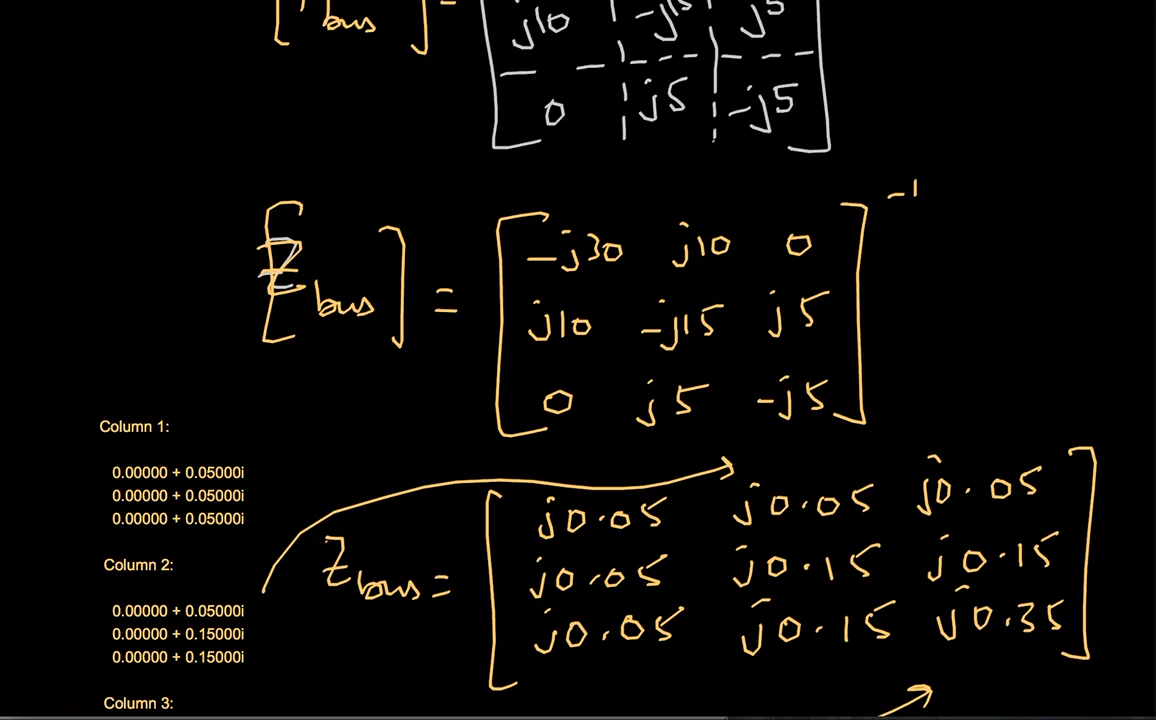 [Y bus] =
j10 -j15 j5
0 j5 -j5
[Z bus] = [-j30 j10 0
j10 -j15 j5
0 j5 -j5]⁻¹
Column 1:
0.00000 + 0.05000i
0.00000 + 0.05000i
0.00000 + 0.05000i
Column 2:
0.00000 + 0.05000i
0.00000 + 0.15000i
0.00000 + 0.15000i
Column 3:
Zbus = [j0.05 j0.05 j0.05
j0.05 j0.15 j0.15
j0.05 j0.15 j0.35]